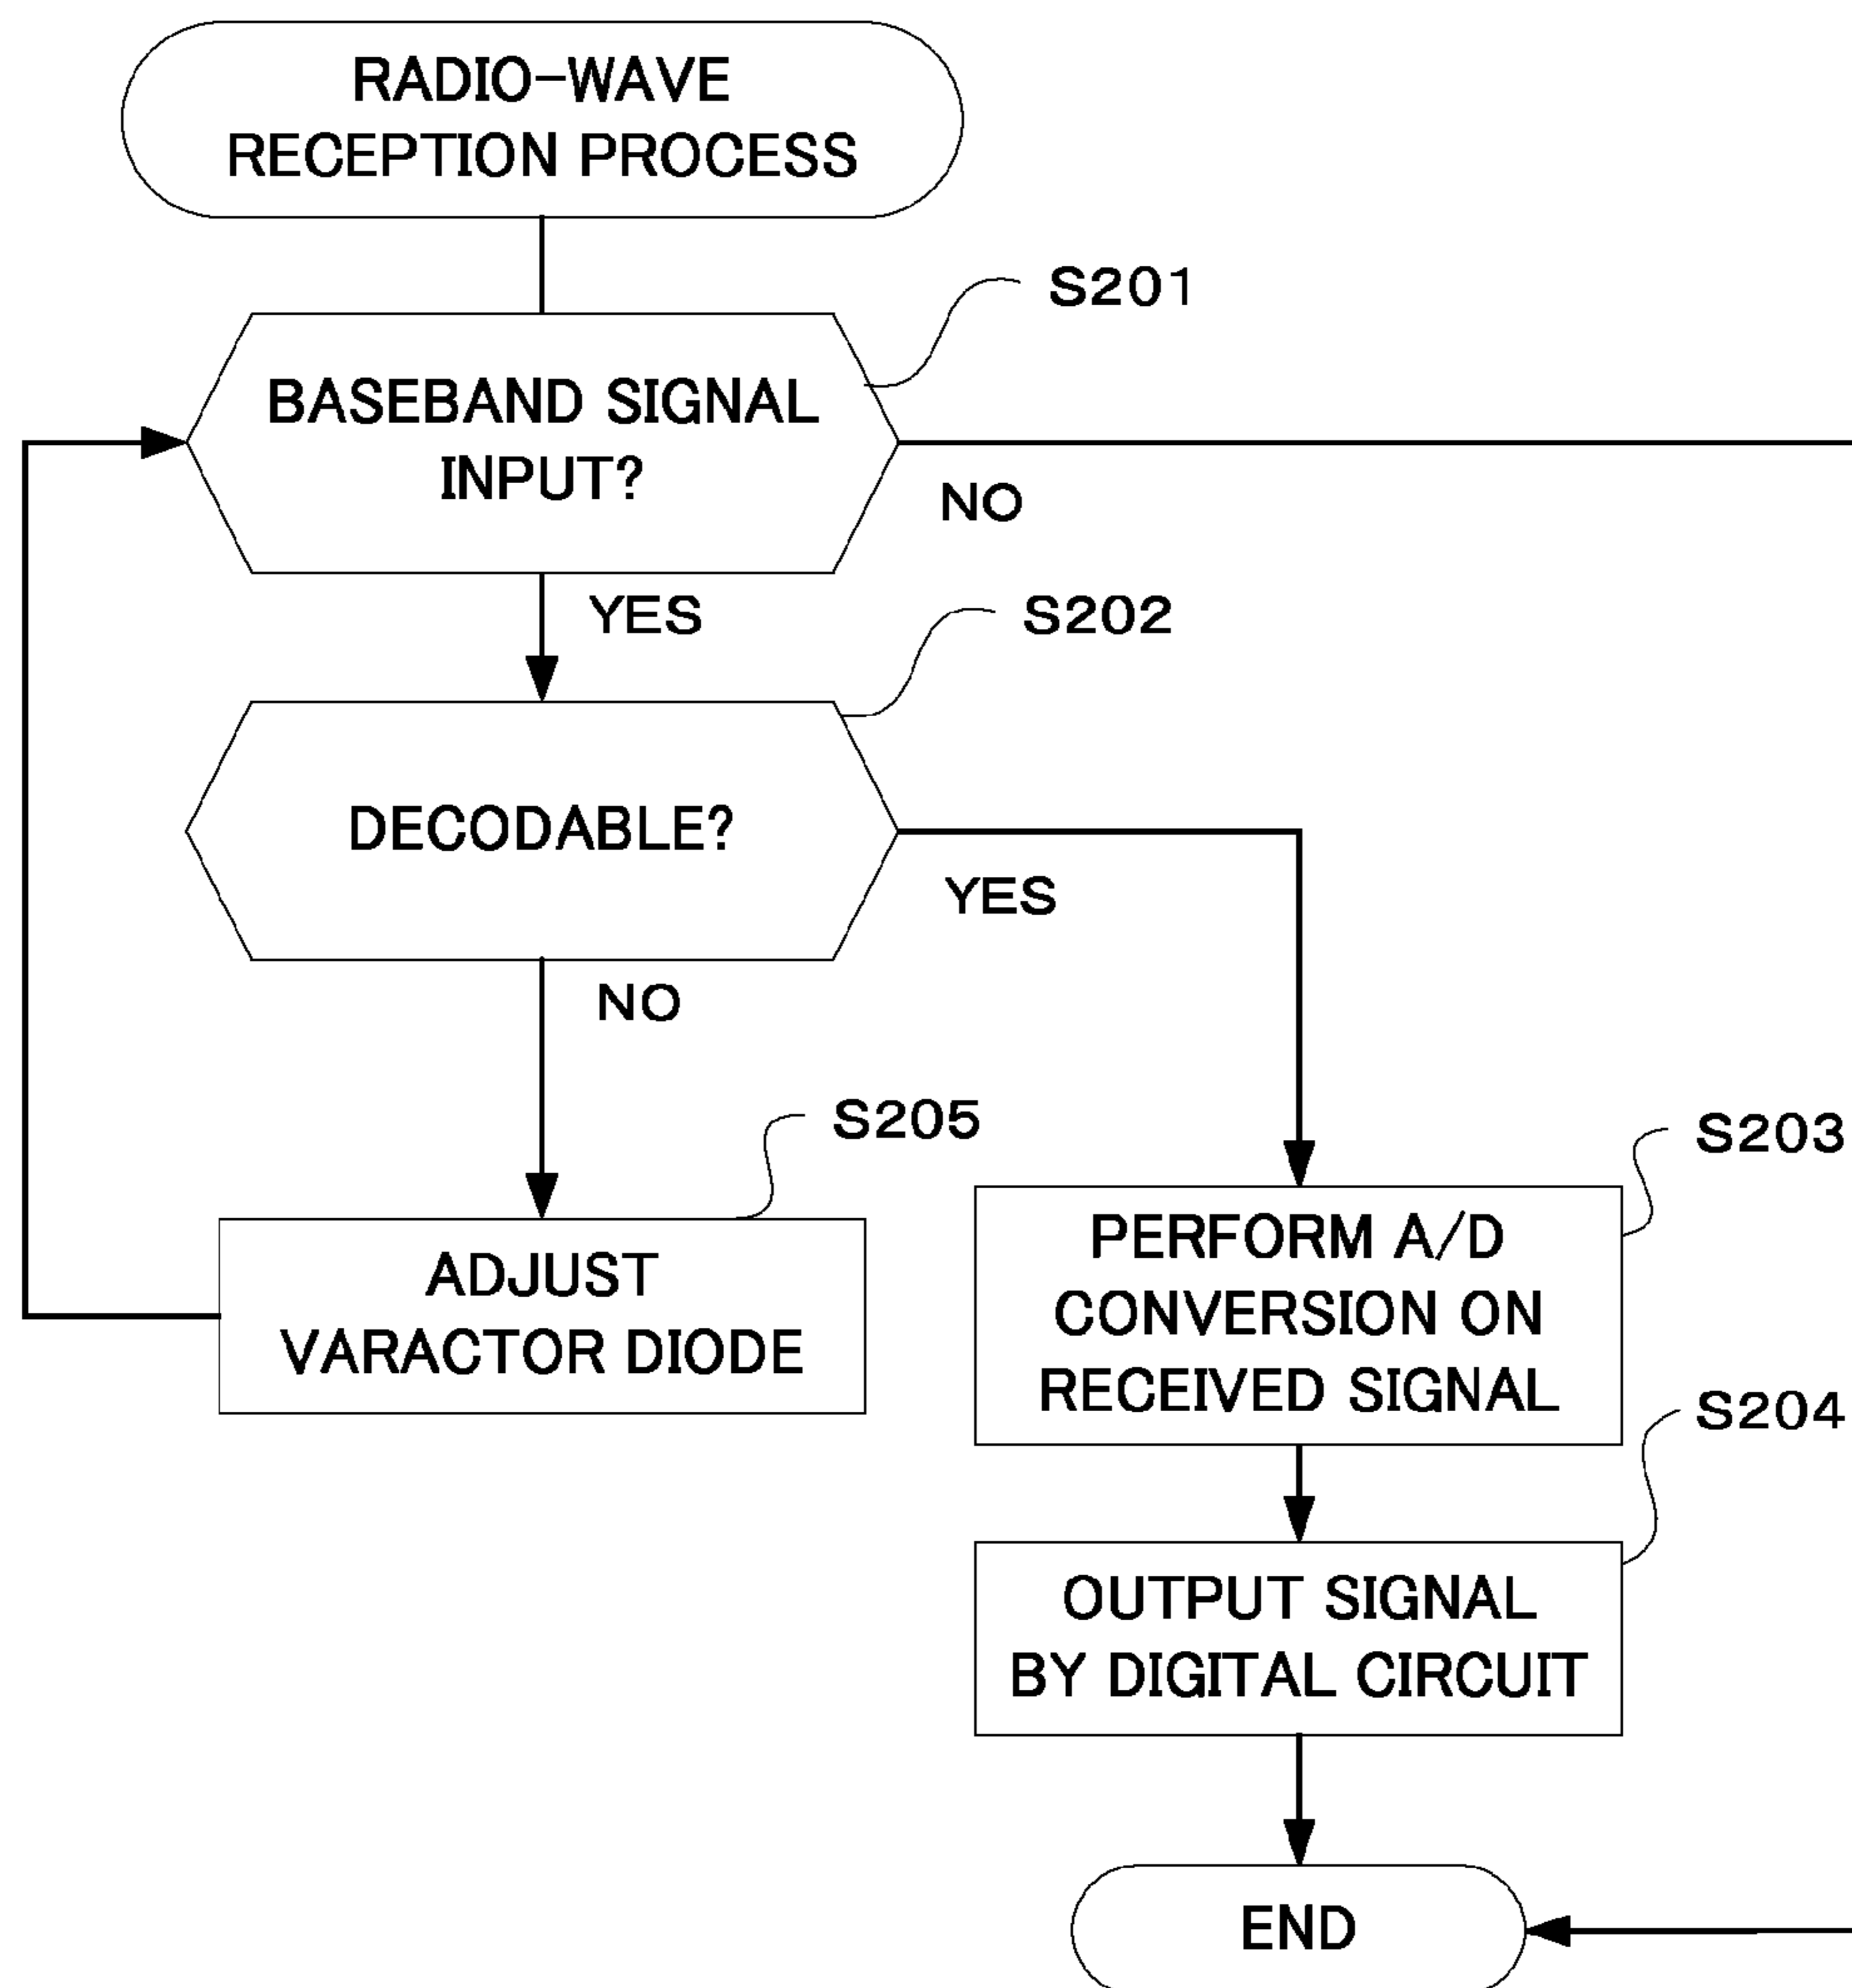 RADIO-WAVE
RECEPTION PROCESS
S201
BASEBAND SIGNAL
INPUT?
NO
YES
S202
DECODABLE?
YES
NO
S205
ADJUST
VARACTOR DIODE
S203
PERFORM A/D
CONVERSION ON
RECEIVED SIGNAL
S204
OUTPUT SIGNAL
BY DIGITAL CIRCUIT
END